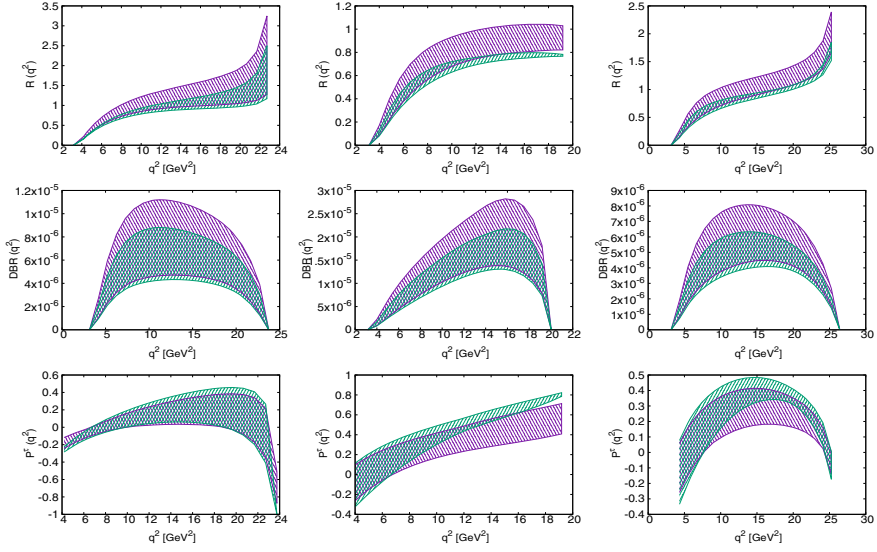 R (q²)
3.5
3
2.5
2
1.5
1
0.5
0
2 4 6 8 10 12 14 16 18 20 22 24
q² [GeV²]
R (q²)
1.2
1
0.8
0.6
0.4
0.2
0
2 4 6 8 10 12 14 16 18 20
q² [GeV²]
R (q²)
2.5
2
1.5
1
0.5
0
0 5 10 15 20 25 30
q² [GeV²]
DBR (q²)
1.2x10⁻⁵
1x10⁻⁵
8x10⁻⁶
6x10⁻⁶
4x10⁻⁶
2x10⁻⁶
0
0 5 10 15 20 25
q² [GeV²]
DBR (q²)
3x10⁻⁵
2.5x10⁻⁵
2x10⁻⁵
1.5x10⁻⁵
1x10⁻⁵
5x10⁻⁶
0
2 4 6 8 10 12 14 16 18 20 22
q² [GeV²]
DBR (q²)
9x10⁻⁶
8x10⁻⁶
7x10⁻⁶
6x10⁻⁶
5x10⁻⁶
4x10⁻⁶
3x10⁻⁶
2x10⁻⁶
1x10⁻⁶
0
0 5 10 15 20 25 30
q² [GeV²]
P^τ (q²)
0.6
0.4
0.2
0
-0.2
-0.4
-0.6
-0.8
-1
4 6 8 10 12 14 16 18 20 22 24
q² [GeV²]
P^τ (q²)
1
0.8
0.6
0.4
0.2
0
-0.2
-0.4
4 6 8 10 12 14 16 18 20
q² [GeV²]
P^τ (q²)
0.5
0.4
0.3
0.2
0.1
0
-0.1
-0.2
-0.3
-0.4
0 5 10 15 20 25 30
q² [GeV²]